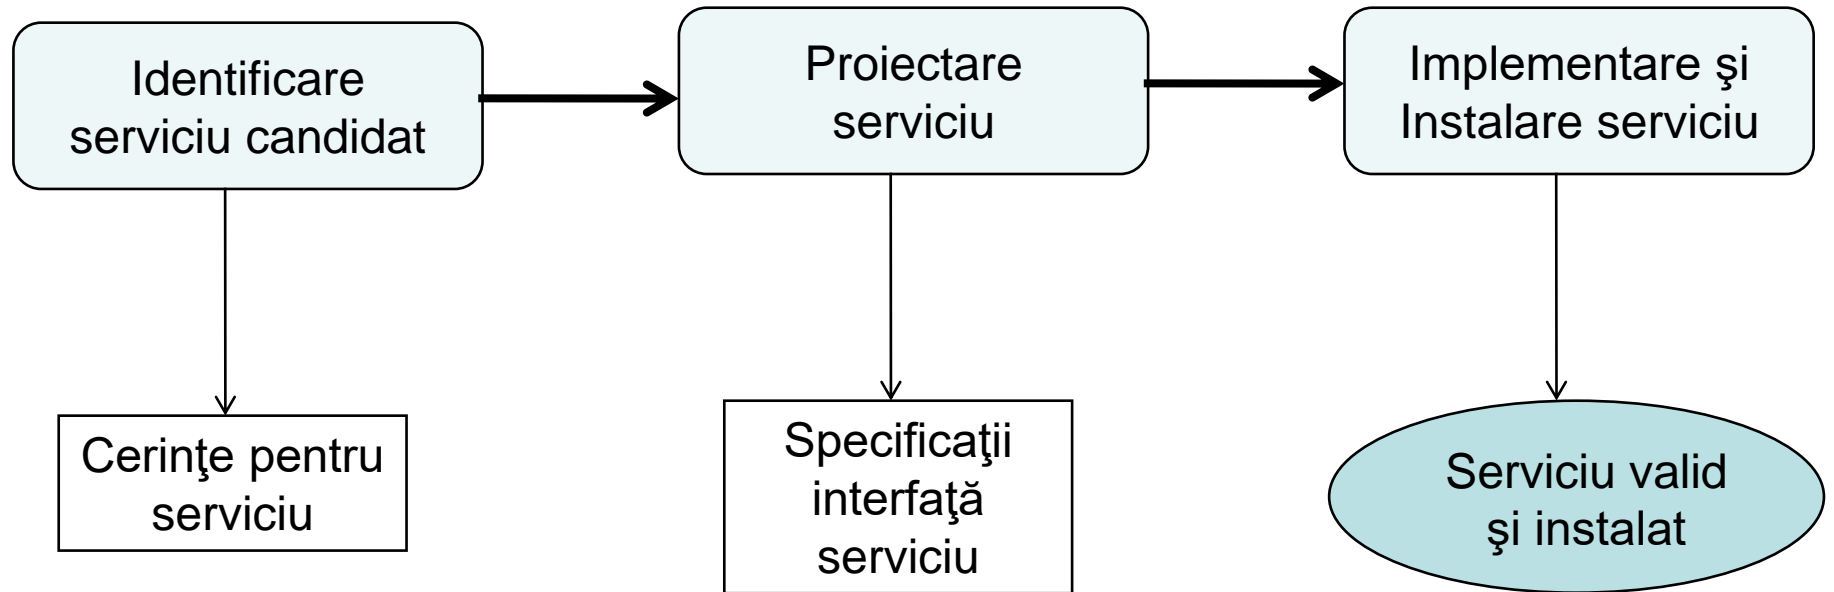 Identificare
serviciu candidat
Proiectare
serviciu
Implementare şi
Instalare serviciu
Cerinţe pentru
serviciu
Specificaţii
interfaţă
serviciu
Serviciu valid
şi instalat